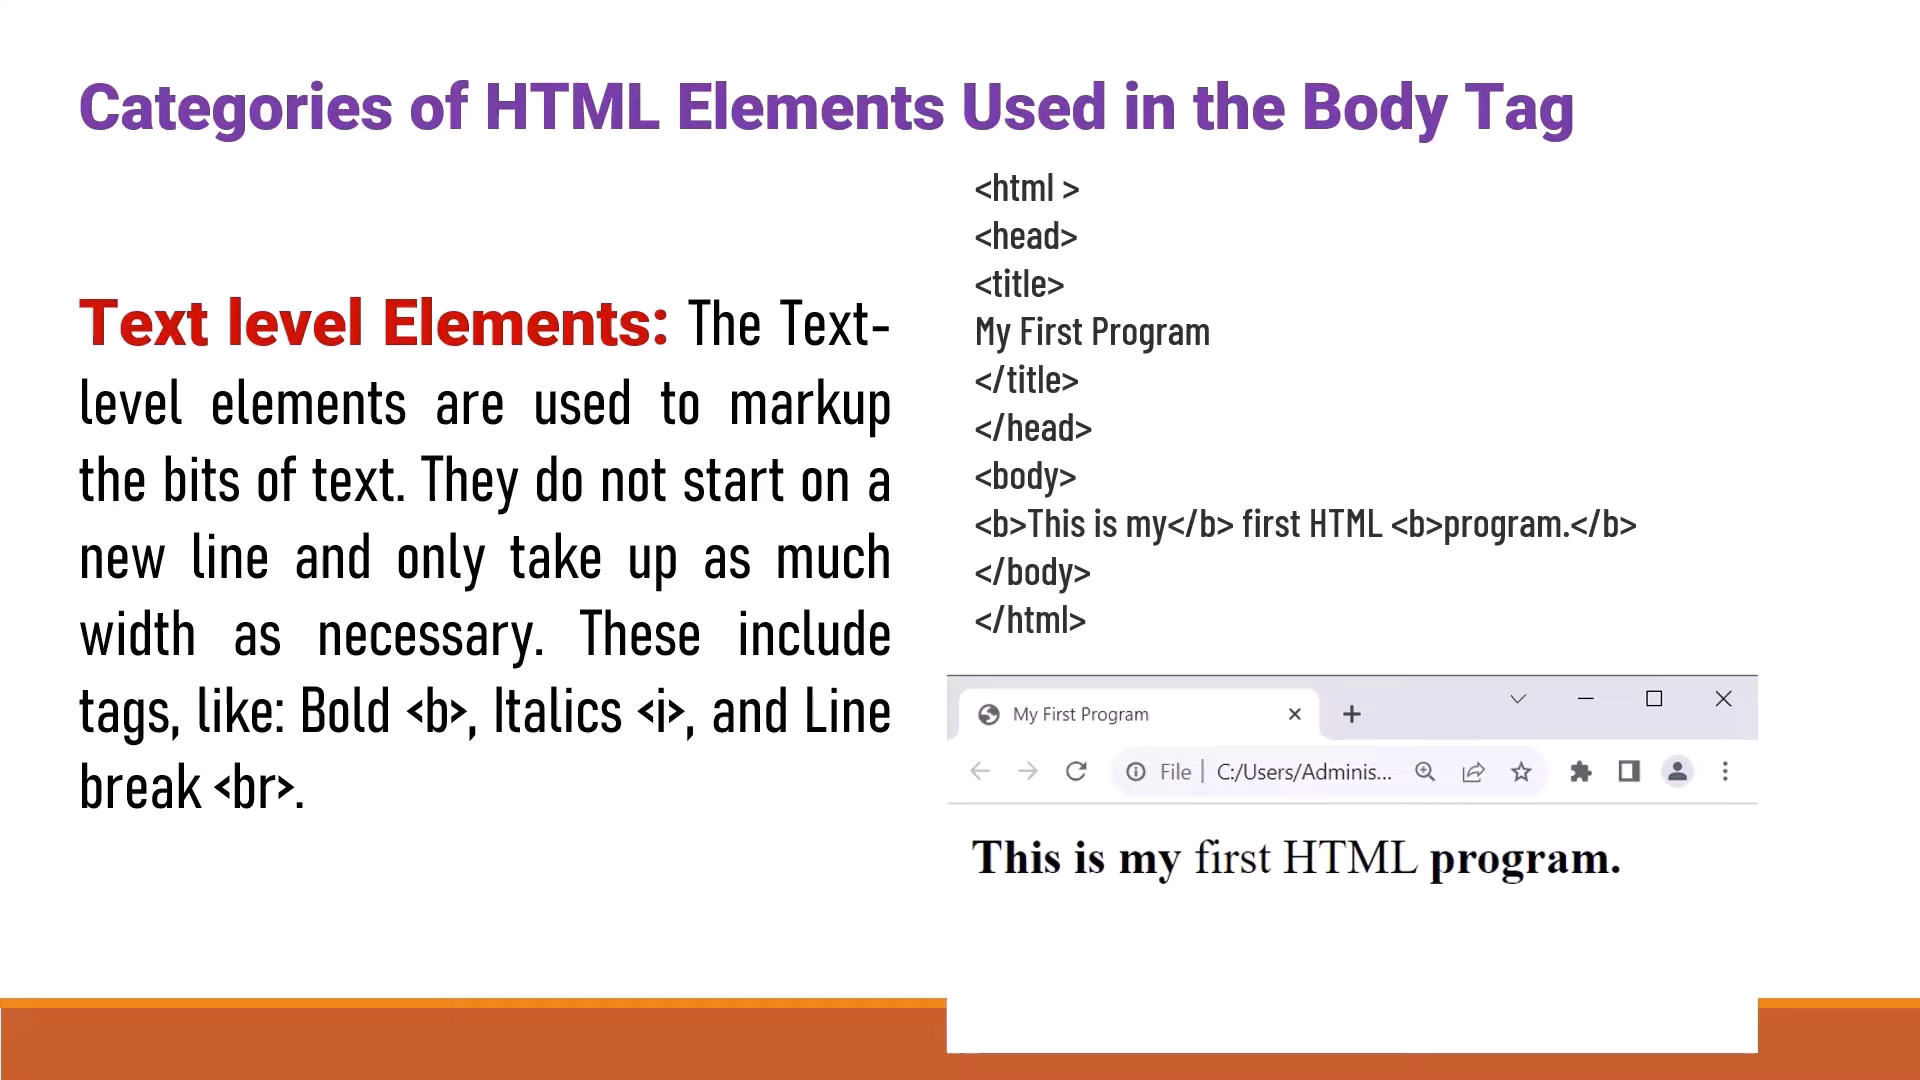 Categories of HTML Elements Used in the Body Tag
Text level Elements: The Text-
level elements are used to markup
the bits of text. They do not start on a
new line and only take up as much
width as necessary. These include
tags, like: Bold <b>, Italics <i>, and Line
break <br>.
<html >
<head>
<title>
My First Program
</title>
</head>
<body>
<b>This is my</b> first HTML <b>program.</b>
</body>
</html>
My First Program
File | C:/Users/Adminis...
This is my first HTML program.